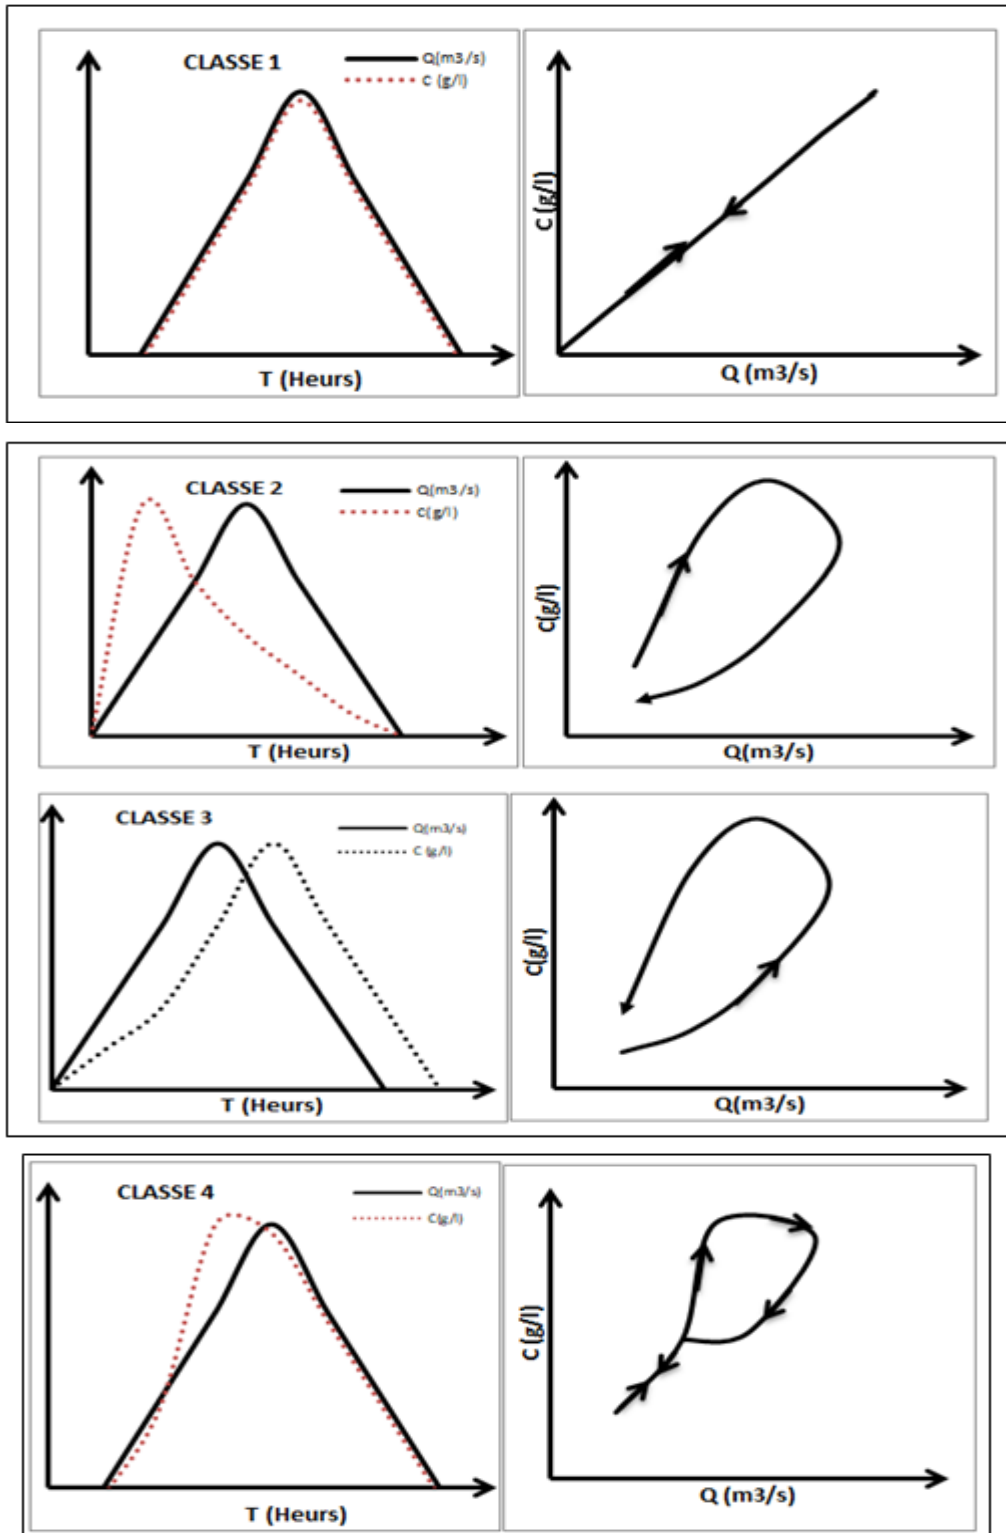 CLASSE 1
Q(m3/s)
C (g/l)
T (Heurs)
C (g/l)
Q (m3/s)
CLASSE 2
Q(m3/s)
C(g/l)
T (Heurs)
C(g/l)
Q(m3/s)
CLASSE 3
Q(m3/s)
C (g/l)
T (Heurs)
C(g/l)
Q(m3/s)
CLASSE 4
Q(m3/s)
C(g/l)
T (Heurs)
C (g/l)
Q (m3/s)